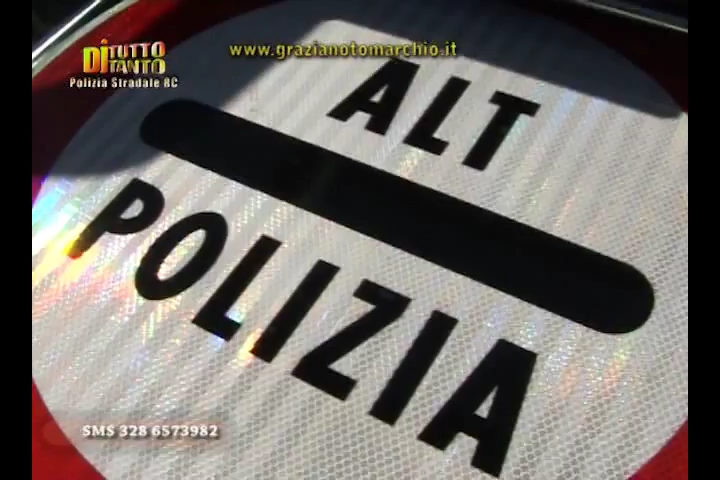 Di TUTTO
Di TANTO
Polizia Stradale RC
www.grazianotomarchio.it
ALT
POLIZIA
SMS 328 6573982